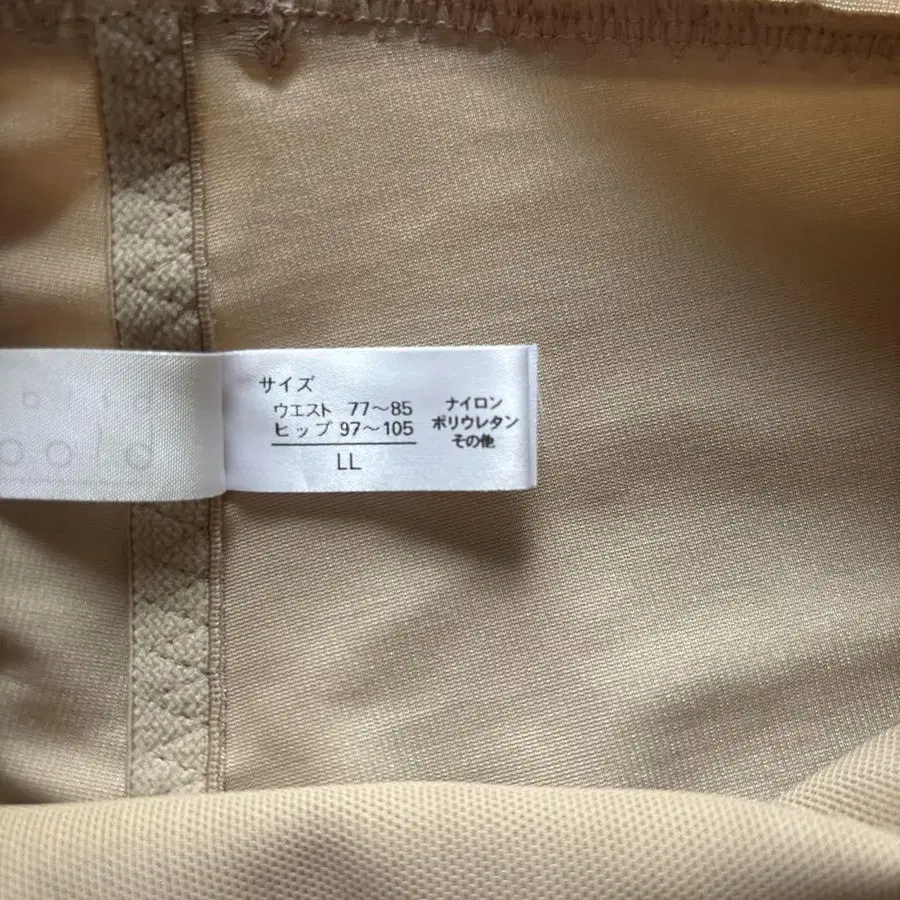 サイズ
ウエスト 77～85
ヒップ 97～105
LL
ナイロン
ポリウレタン
その他
polo